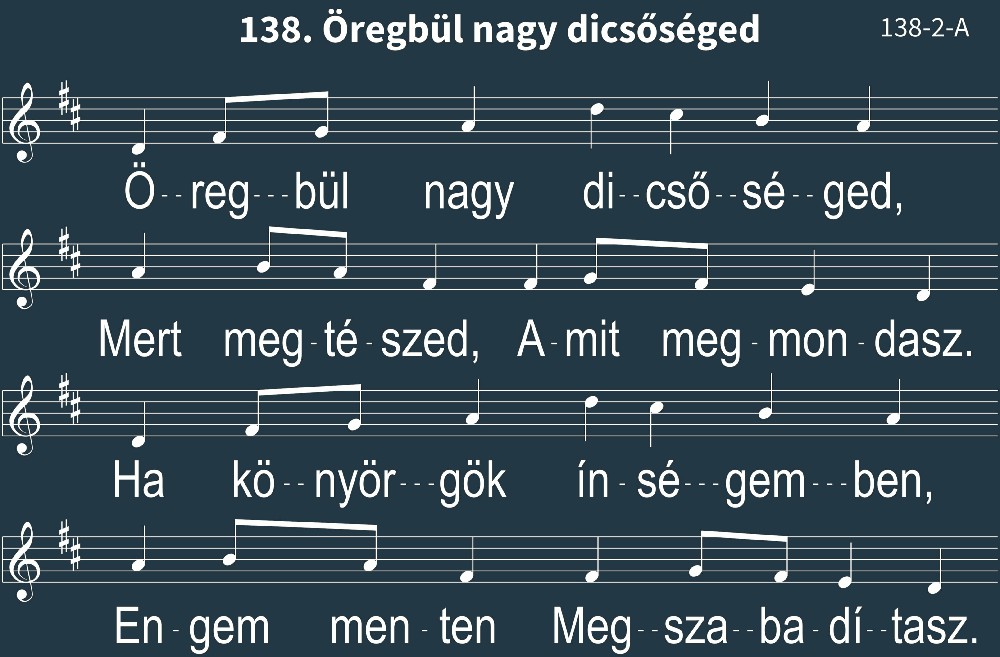 138. Öregbül nagy dicsőséged
138-2-A
Ö--reg---bül nagy di--cső--sé--ged,
Mert meg-té-szed, A-mit meg-mon-dasz.
Ha kö--nyör---gök ín-sé---gem---ben,
En-gem men-ten Meg--sza--ba-dí--tasz.